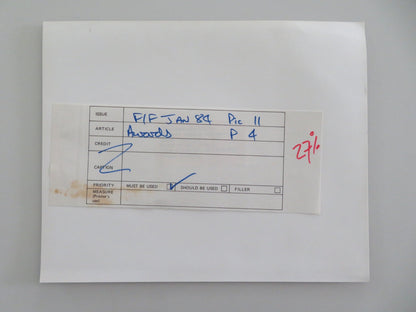 ISSUE F/F JAN 84 Pic 11
ARTICLE Awards P 4
CREDIT
CAPTION
PRIORITY MUST BE USED ✓ SHOULD BE USED FILLER
MEASURE
(Printer's
use)
27%